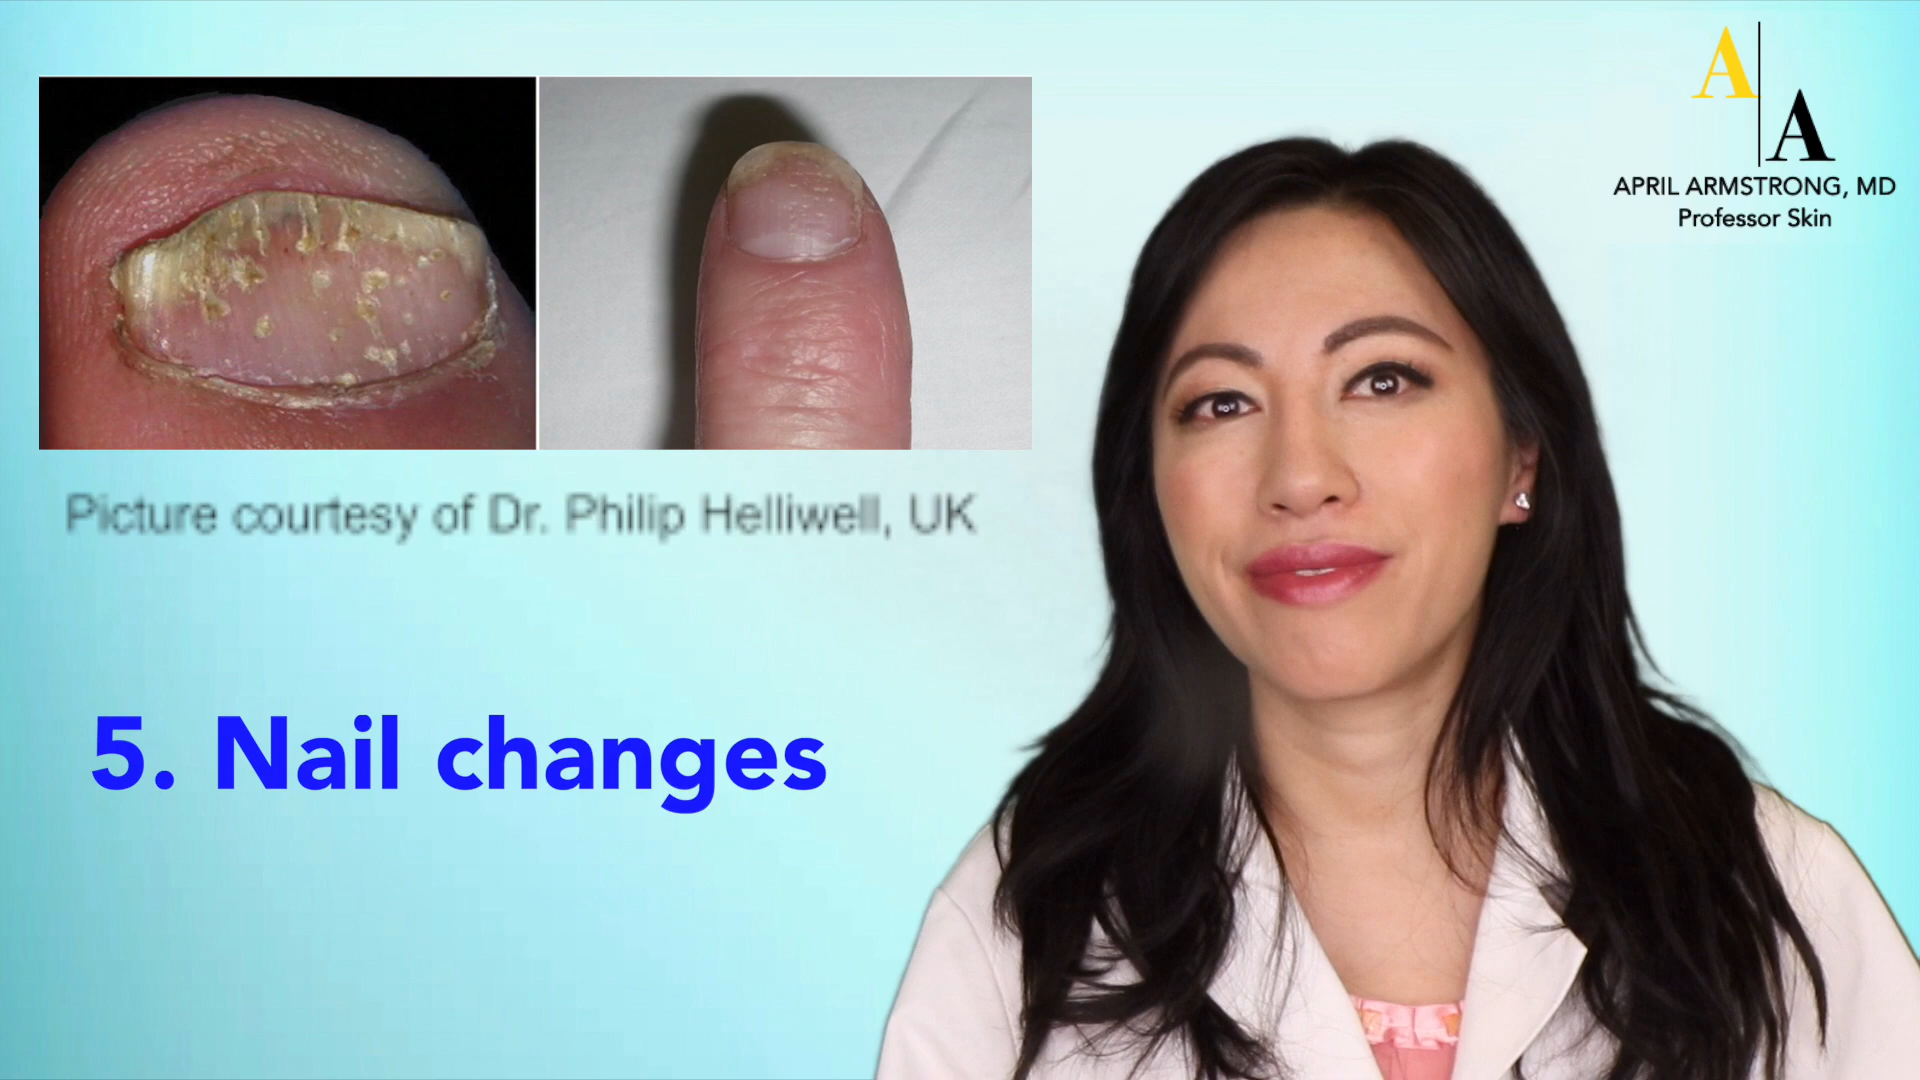 A
A
APRIL ARMSTRONG, MD
Professor Skin
Picture courtesy of Dr. Philip Helliwell, UK
5. Nail changes